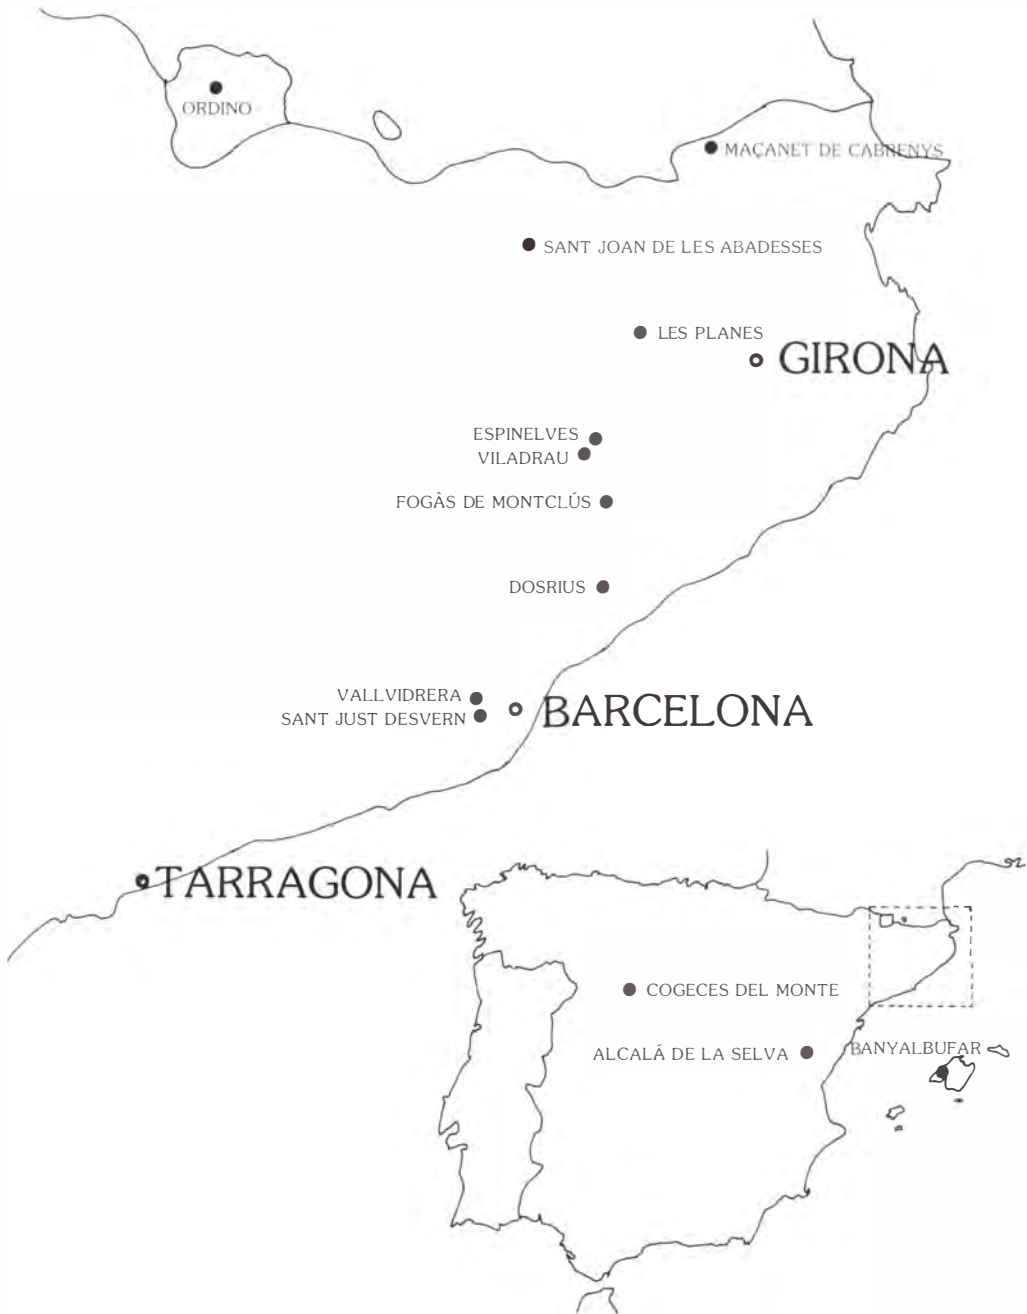 ORDINO
MAÇANET DE CABRENYS
SANT JOAN DE LES ABADESSES
LES PLANES
GIRONA
ESPINELVES
VILADRAU
FOGÀS DE MONTCLÚS
DOSRIUS
VALLVIDRERA
SANT JUST DESVERN
BARCELONA
TARRAGONA
COGECES DEL MONTE
ALCALÁ DE LA SELVA
BANYALBUFAR